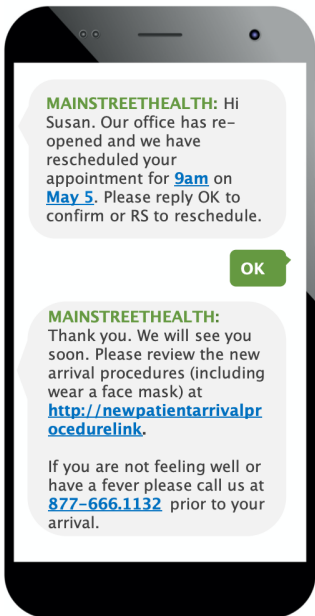 MAINSTREETHEALTH: Hi
Susan. Our office has re-
opened and we have
rescheduled your
appointment for 9am on
May 5. Please reply OK to
confirm or RS to reschedule.
OK
MAINSTREETHEALTH:
Thank you. We will see you
soon. Please review the new
arrival procedures (including
wear a face mask) at
http://newpatientarrivalpr
ocedurelink.
If you are not feeling well or
have a fever please call us at
877-666.1132 prior to your
arrival.